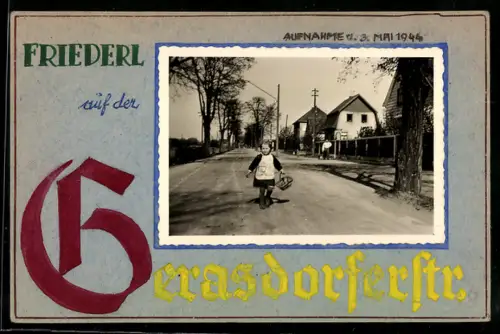 AUFNAHME v. 3. MAI 1944
FRIEDERL
auf der
Gerasdorferstr.